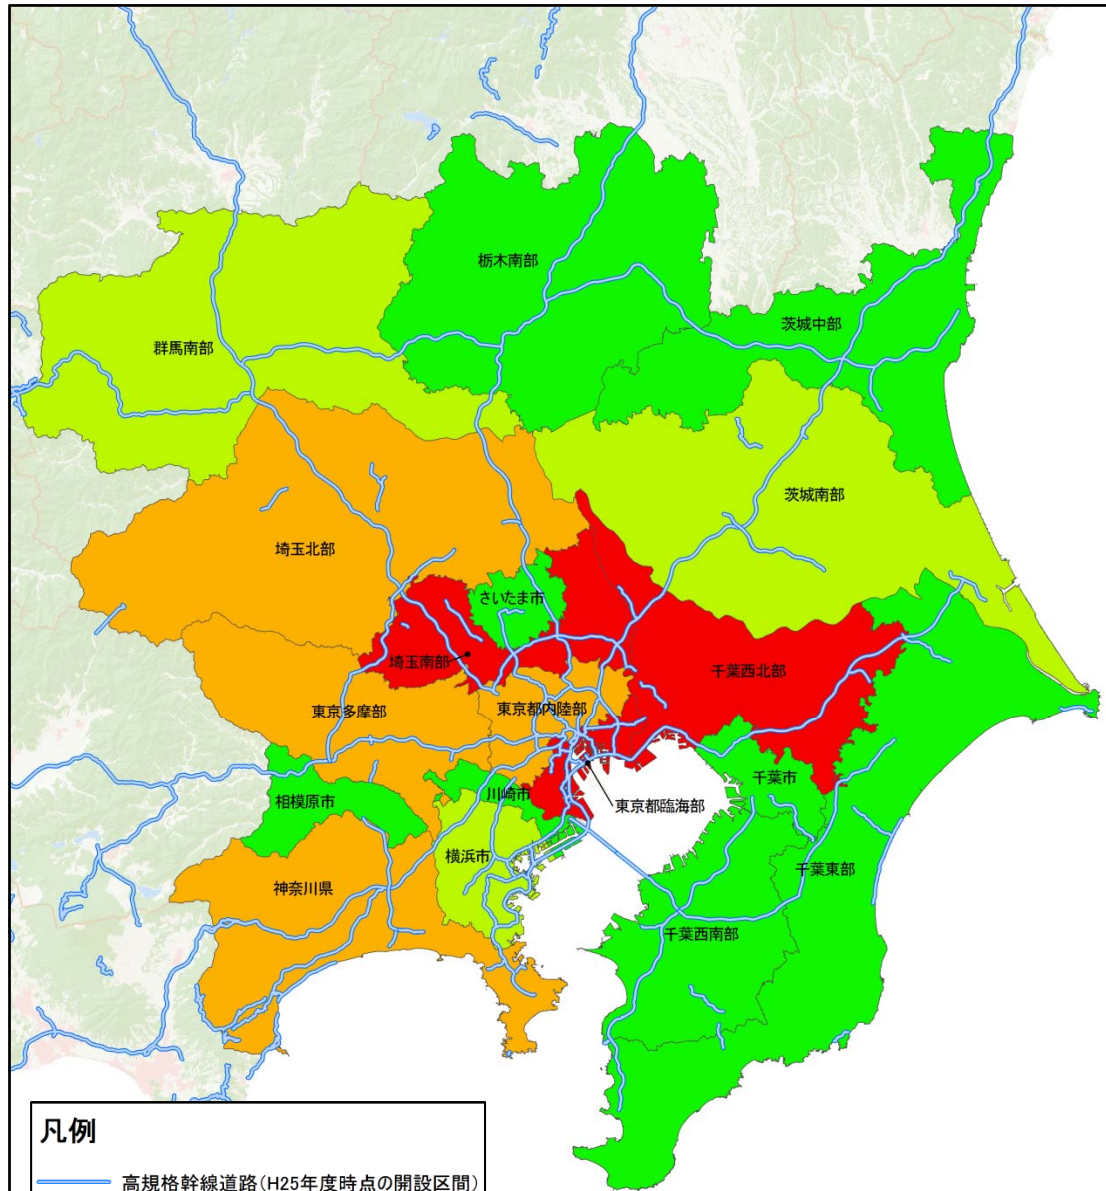 栃木南部
茨城中部
群馬南部
茨城南部
埼玉北部
さいたま市
埼玉南部
千葉西北部
東京多摩部
東京都内陸部
千葉市
相模原市
川崎市
東京都臨海部
横浜市
千葉東部
神奈川県
千葉西南部
凡例
高規格幹線道路(H25年度時点の開設区間)